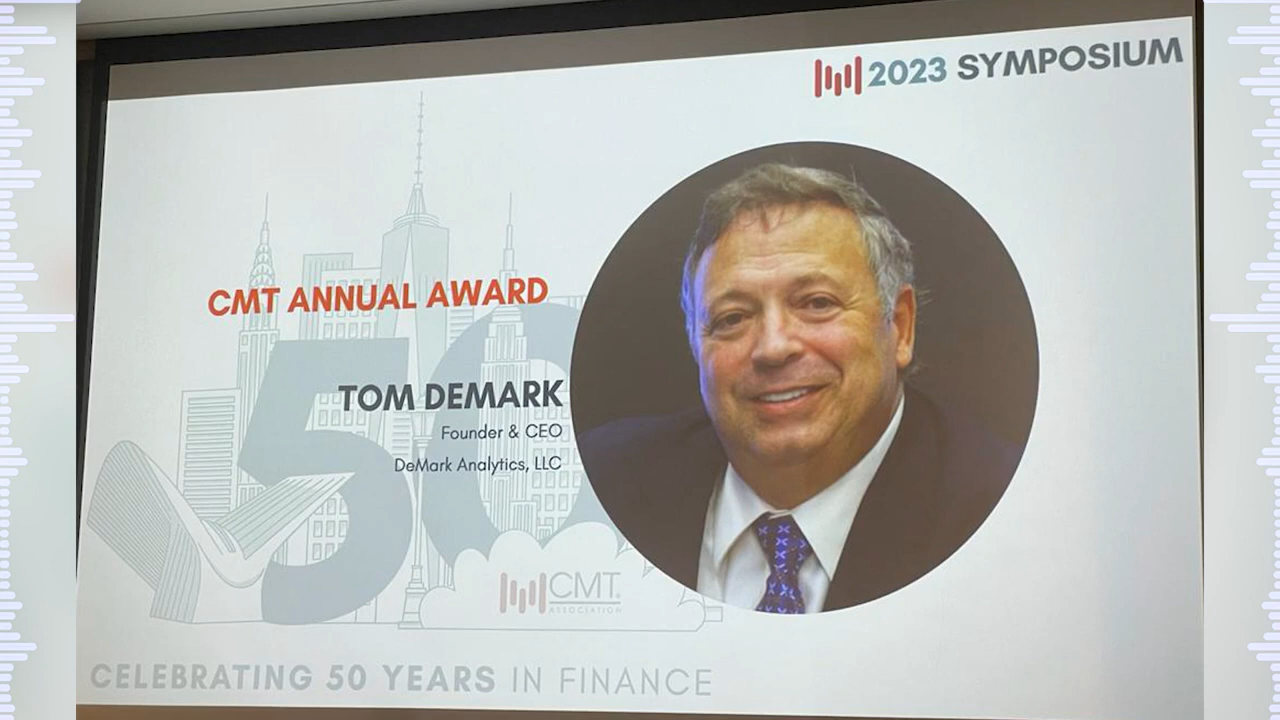 2023 SYMPOSIUM
CMT ANNUAL AWARD
50
TOM DEMARK
Founder & CEO
DeMark Analytics, LLC
CMT®
ASSOCIATION
CELEBRATING 50 YEARS IN FINANCE